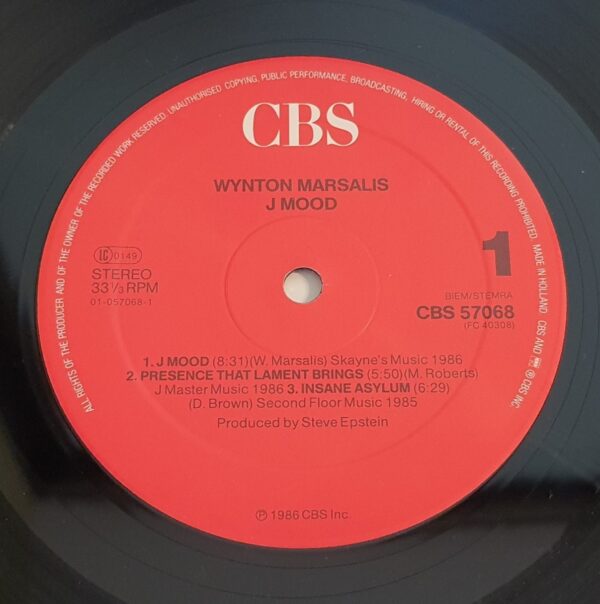 ALL RIGHTS OF THE PRODUCER AND OF THE OWNER OF THE RECORDED WORK RESERVED. UNAUTHORISED COPYING, PUBLIC PERFORMANCE, BROADCASTING, HIRING OR RENTAL OF THIS RECORDING PROHIBITED. MADE IN HOLLAND. CBS AND ℗ CBS INC.
CBS
WYNTON MARSALIS
J MOOD
LC 0149
STEREO
33⅓ RPM
01-057068-1
1
BIEM/STEMRA
CBS 57068
(FC 40308)
1. J MOOD (8:31)(W. Marsalis) Skayne's Music 1986
2. PRESENCE THAT LAMENT BRINGS (5:50)(M. Roberts)
J Master Music 1986 3. INSANE ASYLUM (6:29)
(D. Brown) Second Floor Music 1985
Produced by Steve Epstein
℗ 1986 CBS Inc